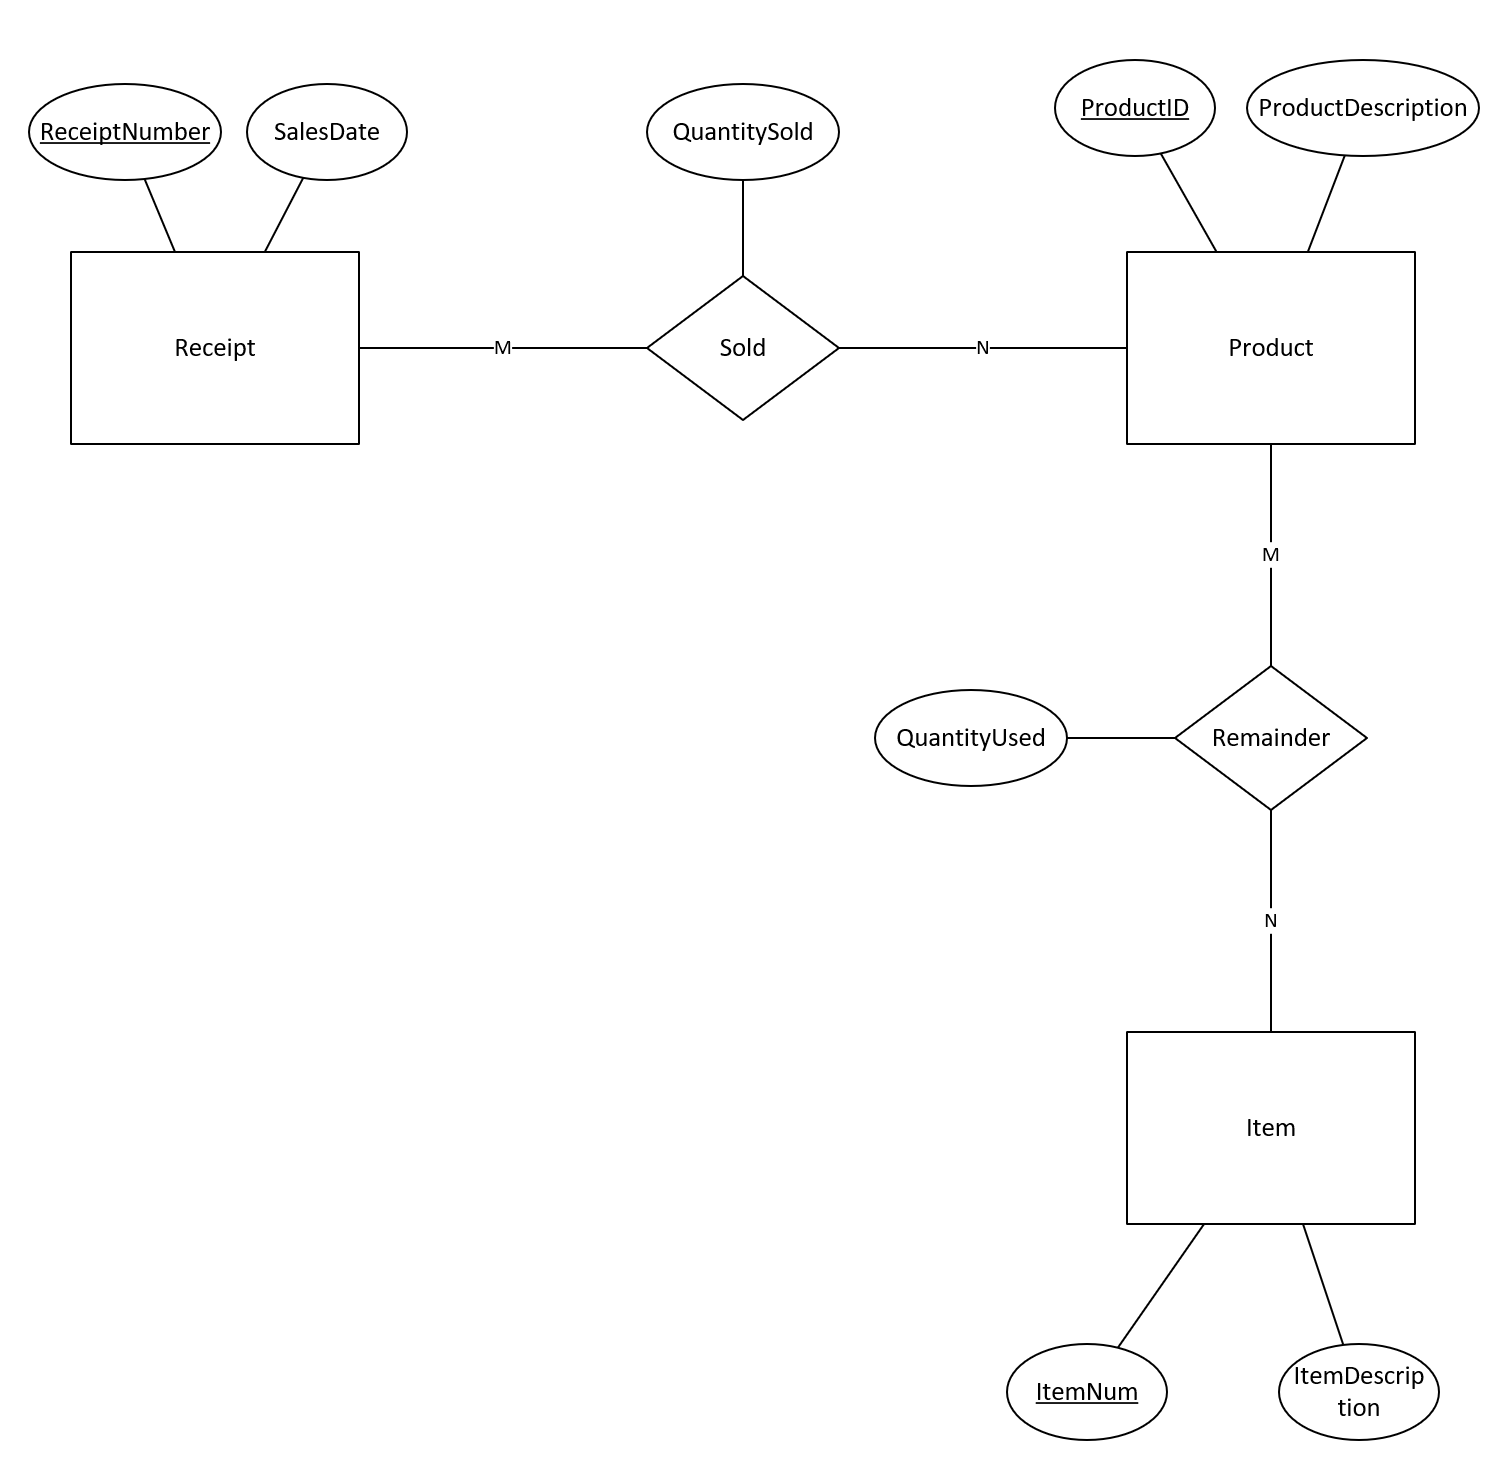 ReceiptNumber
SalesDate
QuantitySold
ProductID
ProductDescription
Receipt
M
Sold
N
Product
M
QuantityUsed
Remainder
N
Item
ItemNum
ItemDescrip
tion